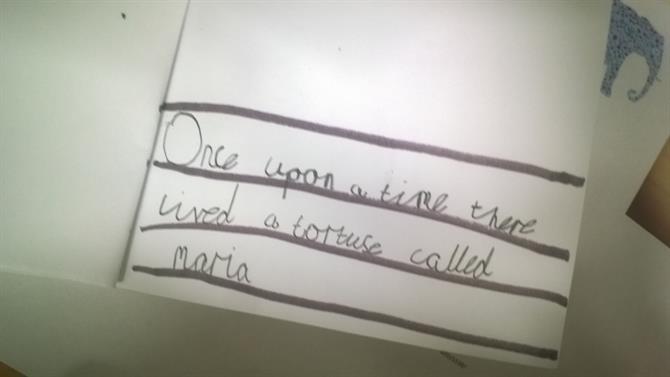 Once upon a time there
lived a tortuse called
maria